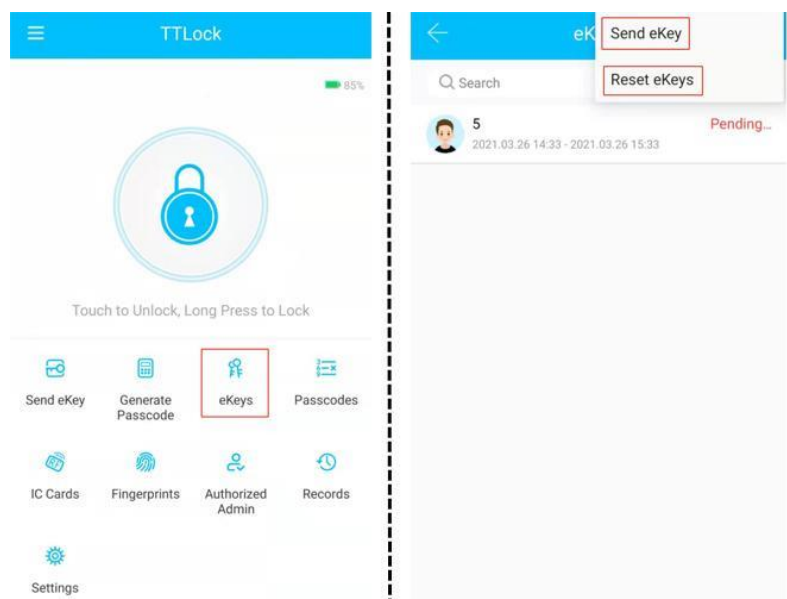 TTLock
85%
Touch to Unlock, Long Press to Lock
Send eKey
Generate
Passcode
eKeys
Passcodes
IC Cards
Fingerprints
Authorized
Admin
Records
Settings
eK
Send eKey
Reset eKeys
Search
5
Pending...
2021.03.26 14:33 - 2021.03.26 15:33